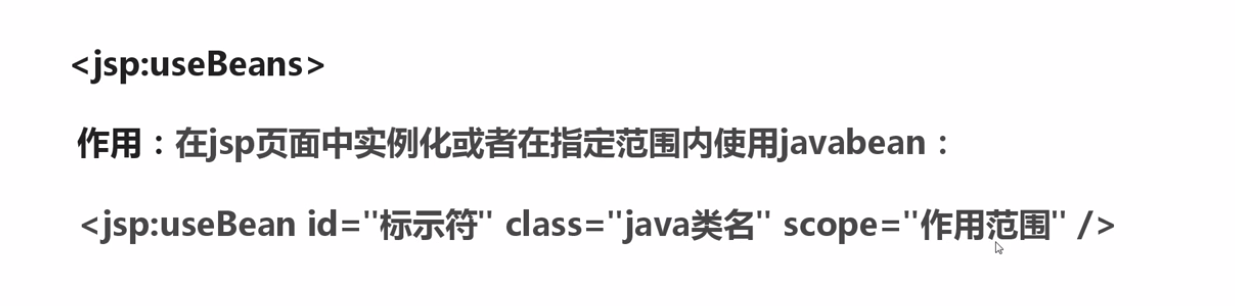 <jsp:useBeans>
作用：在jsp页面中实例化或者在指定范围内使用javabean：
<jsp:useBean id="标示符" class="java类名" scope="作用范围" />